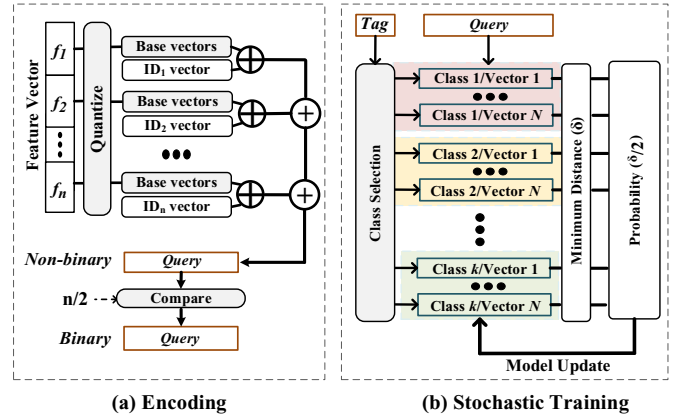 Feature Vector
f1
f2
fn
Quantize
Base vectors
ID1 vector
Base vectors
ID2 vector
Base vectors
IDn vector
Non-binary
Query
n/2
Compare
Binary
Query
(a) Encoding
Tag
Query
Class Selection
Class 1/Vector 1
Class 1/Vector N
Class 2/Vector 1
Class 2/Vector N
Class k/Vector 1
Class k/Vector N
Minimum Distance (δ)
Probability (δ/2)
Model Update
(b) Stochastic Training